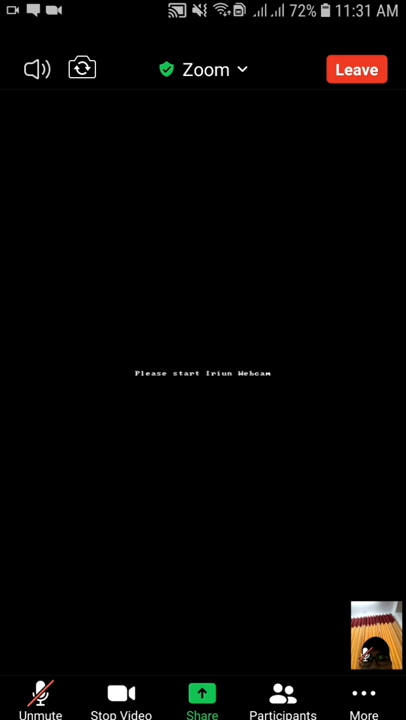 72% 11:31 AM
Zoom Leave
Please start Iriun Webcam
Unmute Stop Video Share Participants More